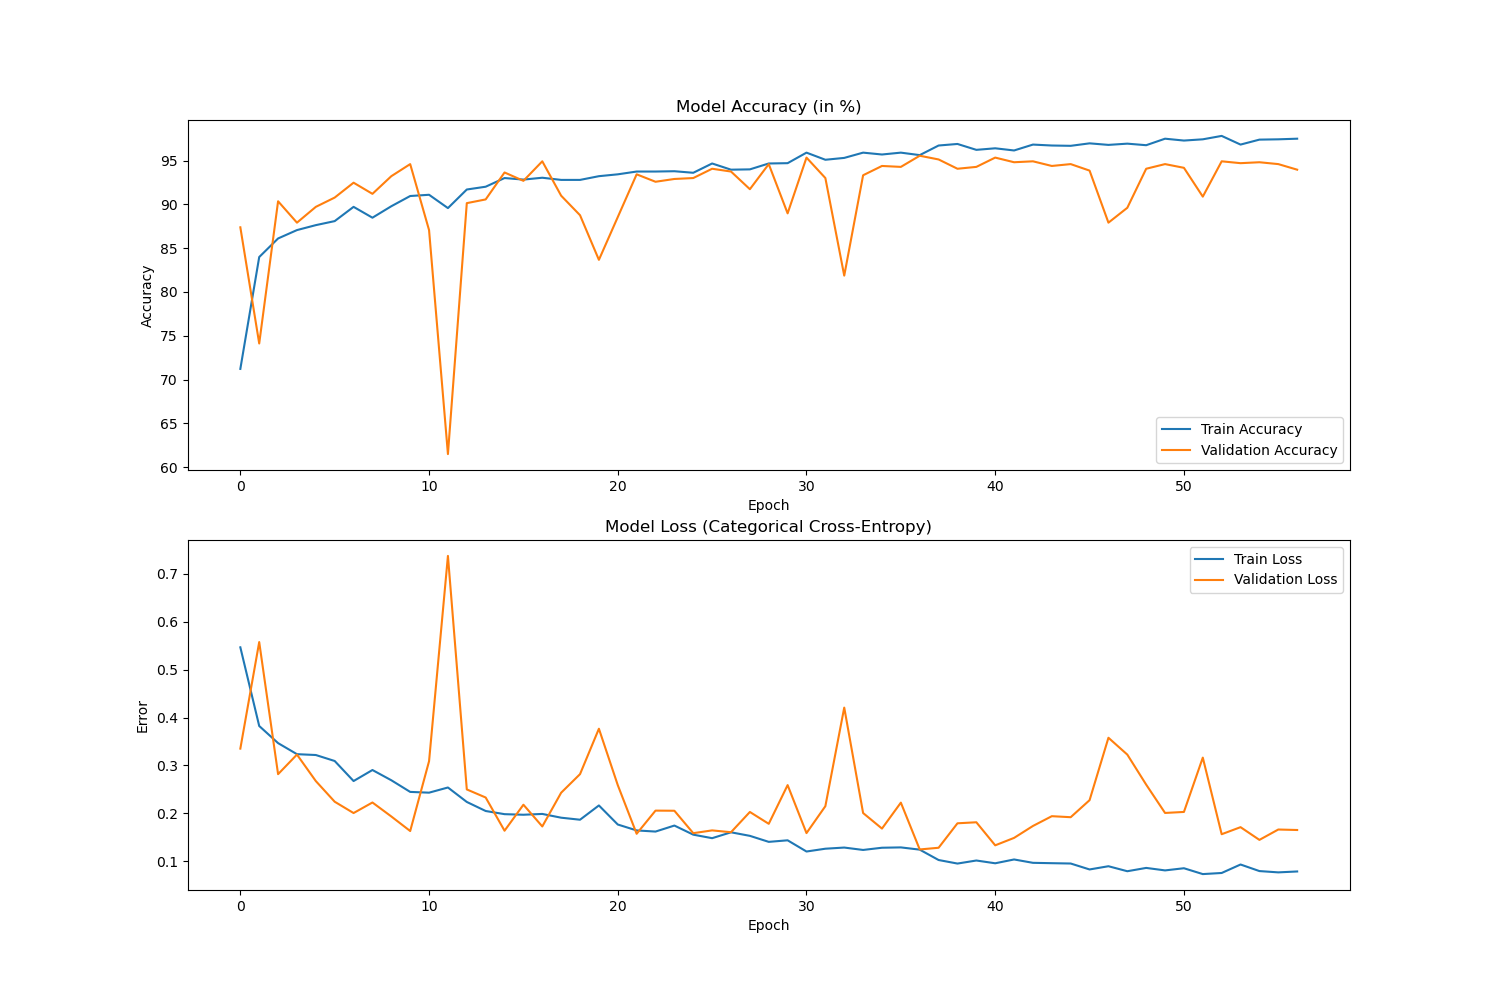 Model Accuracy (in %)
95
90
85
80
75
70
65
60
Accuracy
Train Accuracy
Validation Accuracy
0 10 20 30 40 50
Epoch
Model Loss (Categorical Cross-Entropy)
0.7
0.6
0.5
0.4
0.3
0.2
0.1
Error
Train Loss
Validation Loss
0 10 20 30 40 50
Epoch